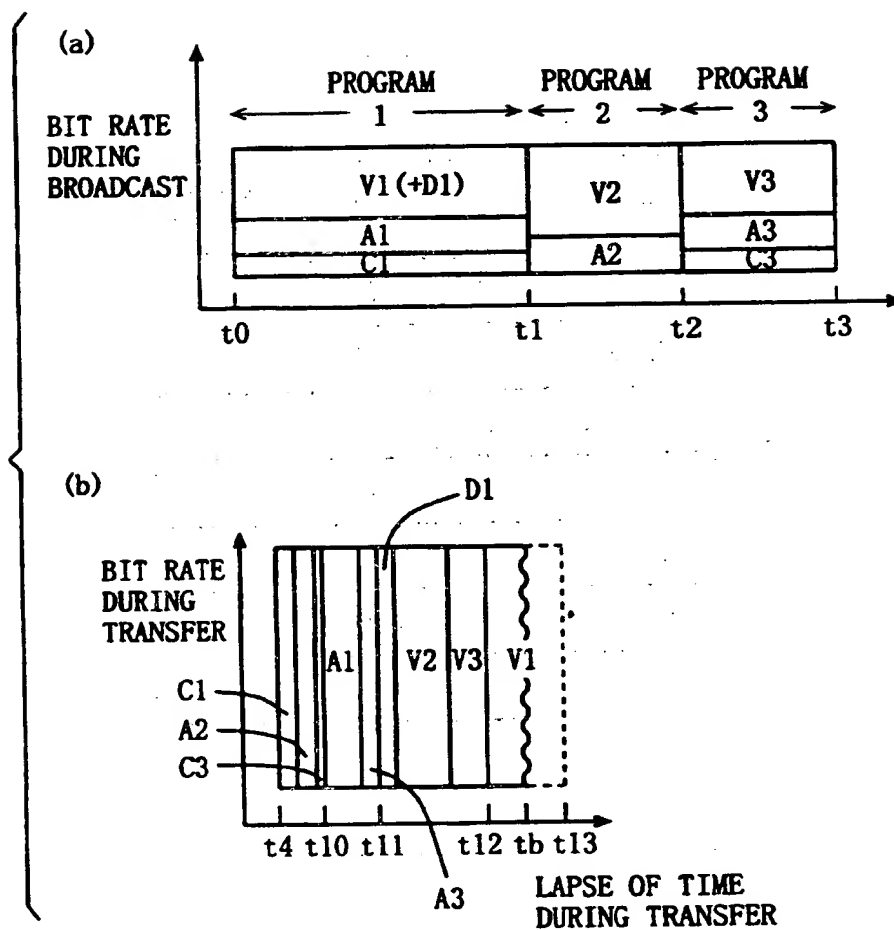 (a)
PROGRAM 1
PROGRAM 2
PROGRAM 3
BIT RATE
DURING
BROADCAST
V1(+D1)
V2
V3
A1
A2
A3
C1
C3
t0
t1
t2
t3
(b)
D1
BIT RATE
DURING
TRANSFER
A1
V2
V3
V1
C1
A2
C3
t4
t10
t11
t12
tb
t13
A3
LAPSE OF TIME
DURING TRANSFER